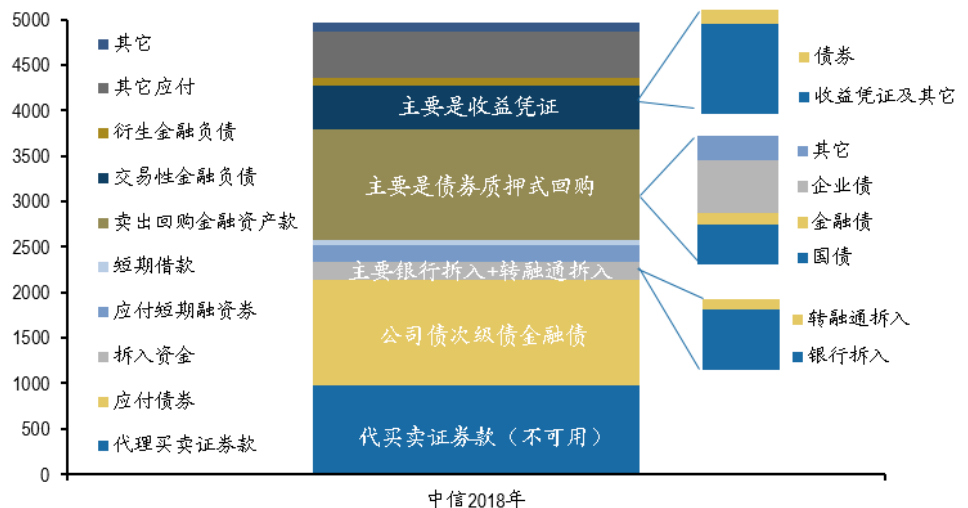 5000
4500
4000
3500
3000
2500
2000
1500
1000
500
0
其它
其它应付
衍生金融负债
交易性金融负债
卖出回购金融资产款
短期借款
应付短期融资券
拆入资金
应付债券
代理买卖证券款
主要是收益凭证
主要是债券质押式回购
主要银行拆入+转融通拆入
公司债次级债金融债
代买卖证券款（不可用）
债券
收益凭证及其它
其它
企业债
金融债
国债
转融通拆入
银行拆入
中信2018年